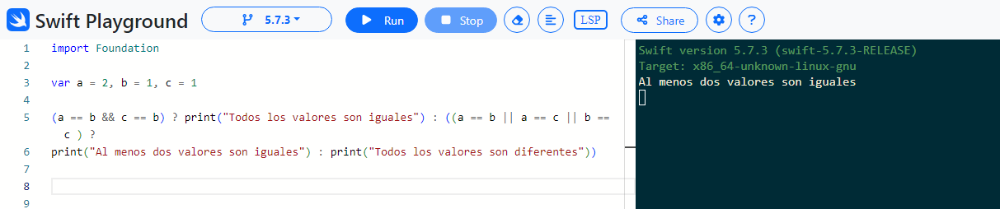 Swift Playground 5.7.3 Run Stop LSP Share ?
1 import Foundation
2
3 var a = 2, b = 1, c = 1
4
5 (a == b && c == b) ? print("Todos los valores son iguales") : ((a == b || a == c || b ==
c ) ?
6 print("Al menos dos valores son iguales") : print("Todos los valores son diferentes"))
7
8
9
Swift version 5.7.3 (swift-5.7.3-RELEASE)
Target: x86_64-unknown-linux-gnu
Al menos dos valores son iguales